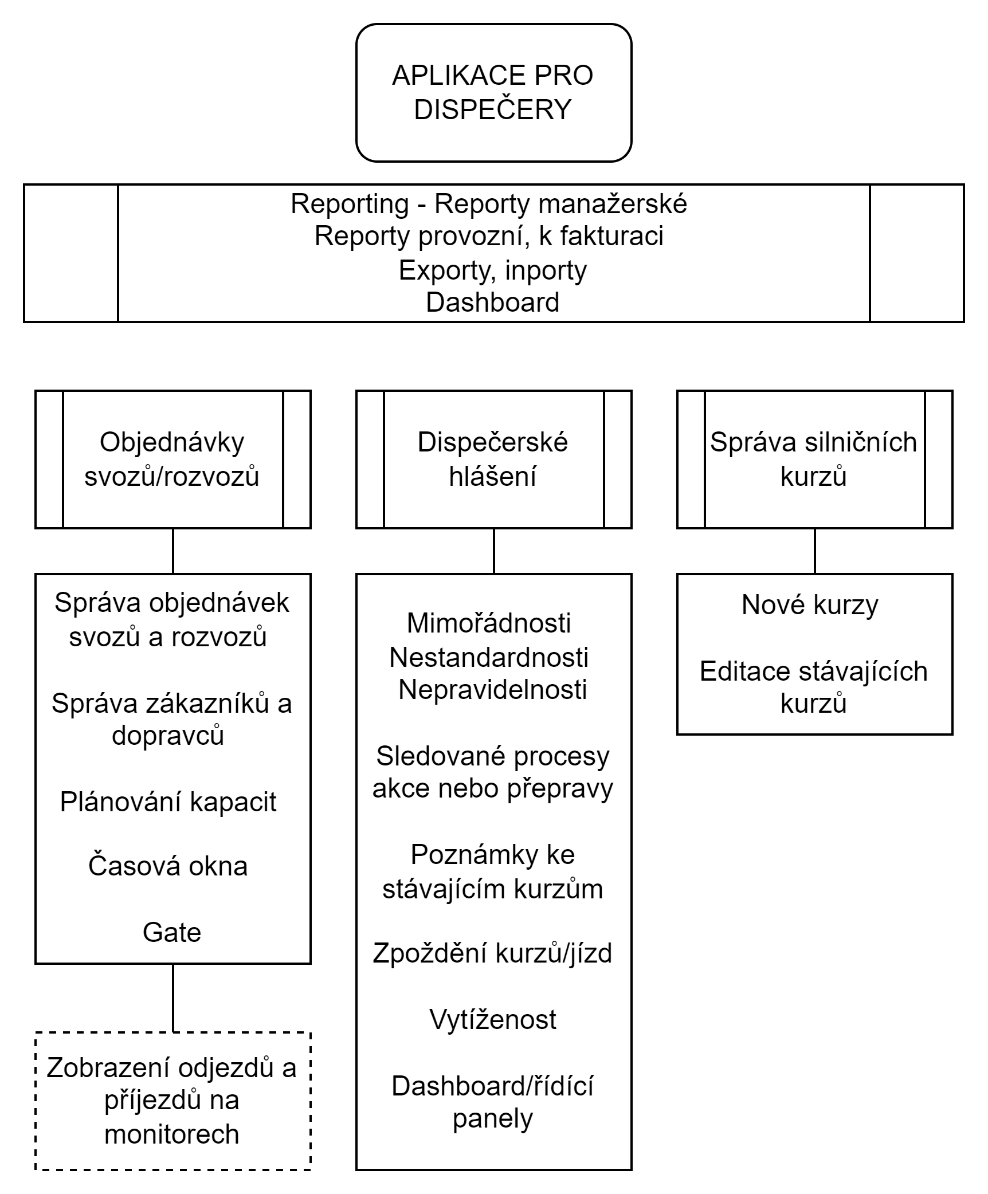 APLIKACE PRO
DISPEČERY
Reporting - Reporty manažerské
Reporty provozní, k fakturaci
Exporty, inporty
Dashboard
Objednávky
svozů/rozvozů
Dispečerské
hlášení
Správa silničních
kurzů
Správa objednávek
svozů a rozvozů
Správa zákazníků a
dopravců
Plánování kapacit
Časová okna
Gate
Mimořádnosti
Nestandardnosti
Nepravidelnosti
Sledované procesy
akce nebo přepravy
Poznámky ke
stávajícím kurzům
Zpoždění kurzů/jízd
Vytíženost
Dashboard/řídící
panely
Nové kurzy
Editace stávajících
kurzů
Zobrazení odjezdů a
příjezdů na
monitorech